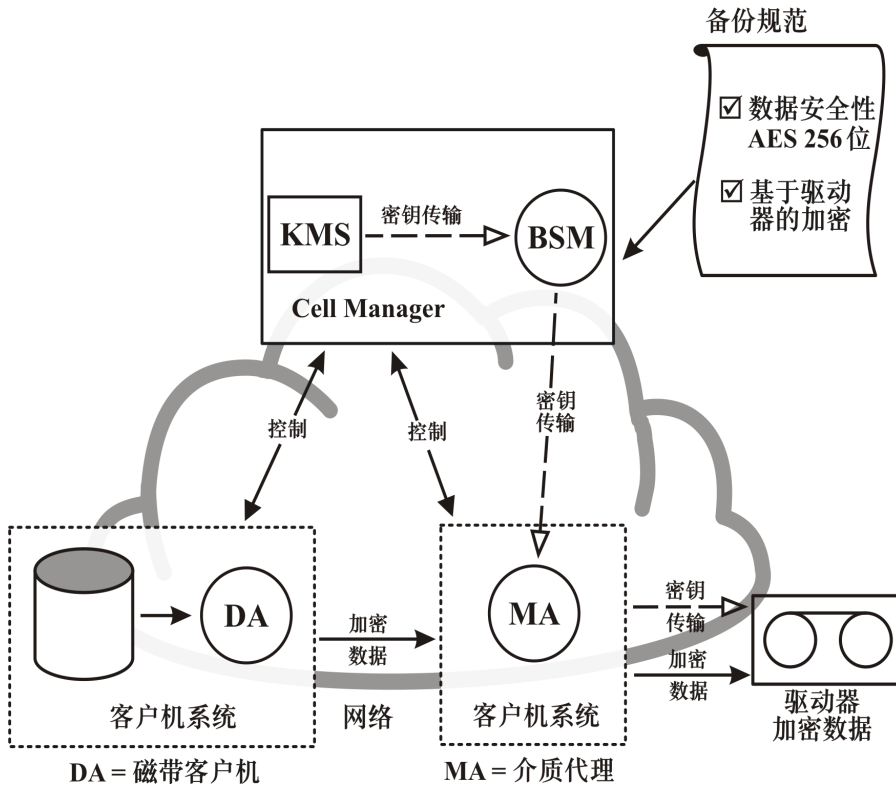 备份规范
☑ 数据安全性
AES 256 位
☑ 基于驱动
器的加密
KMS
密钥传输
BSM
Cell Manager
控制
控制
密钥
传输
DA
加密
数据
MA
密钥
传输
加密
数据
客户机系统
网络
客户机系统
驱动器
加密数据
DA = 磁带客户机
MA = 介质代理